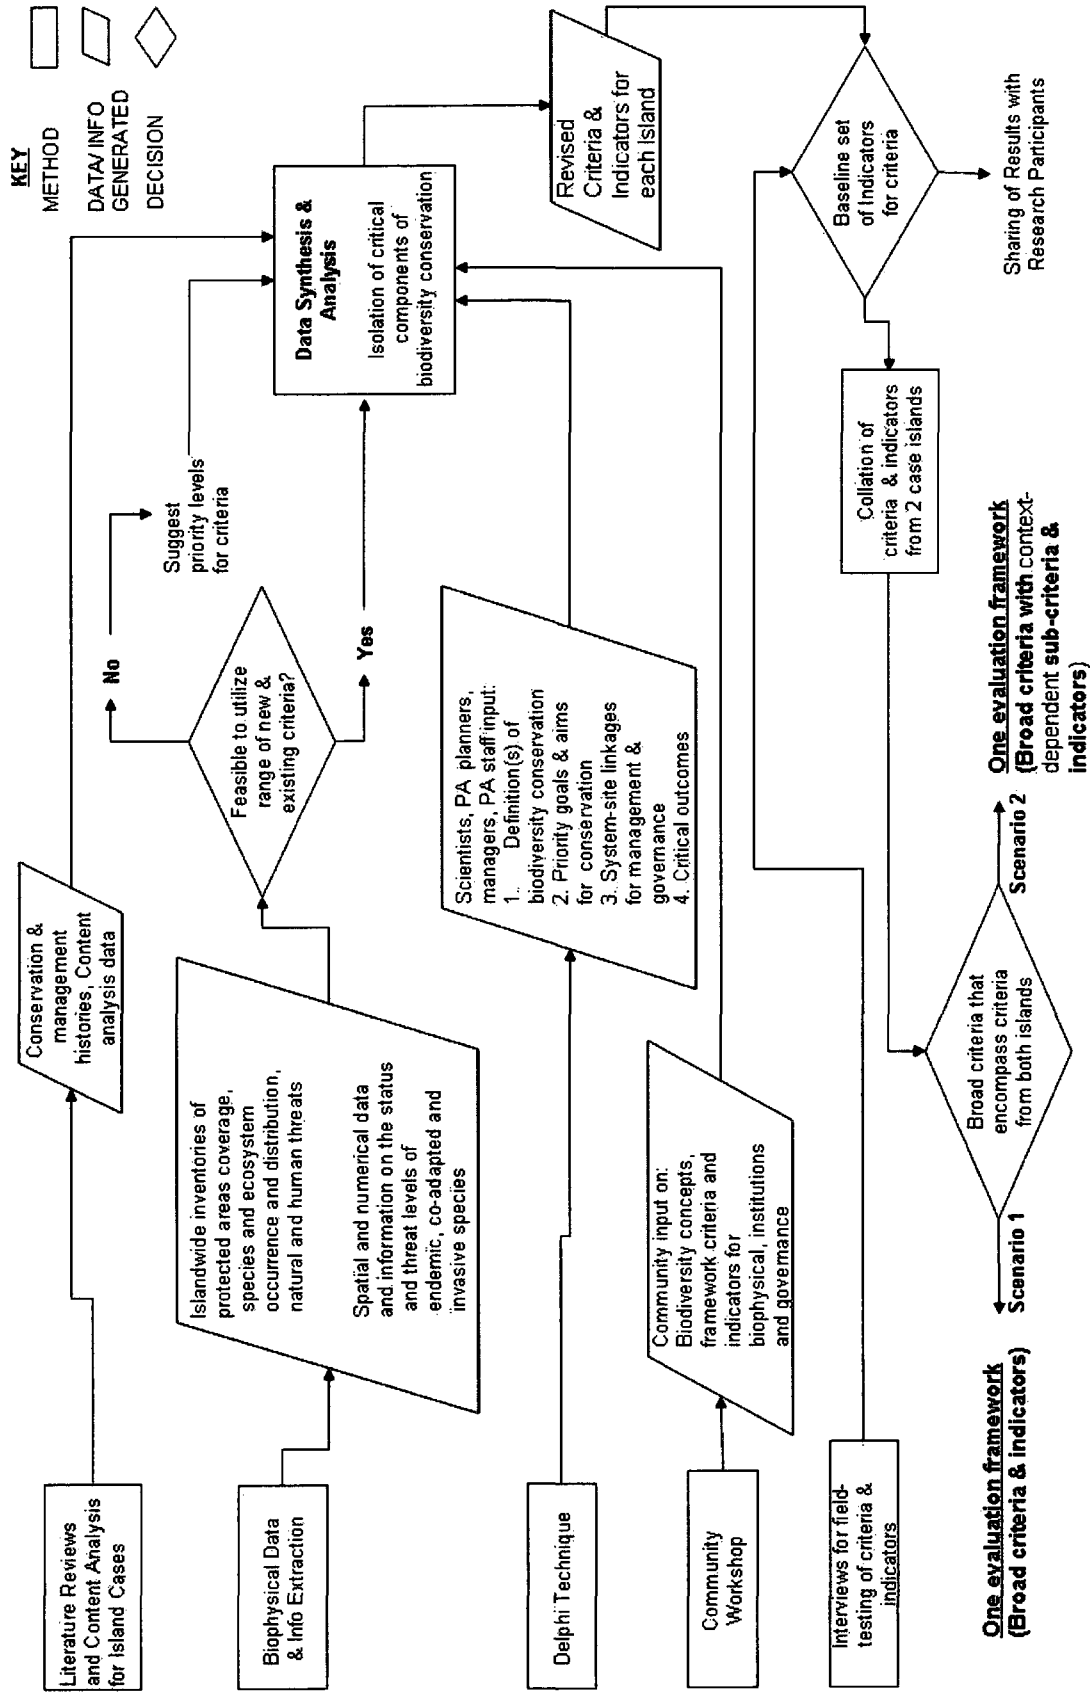 KEY
METHOD
DATA/ INFO
GENERATED
DECISION
Literature Reviews
and Content Analysis
for Island Cases
Conservation &
management
histories, Content
analysis data
Biophysical Data
& Info Extraction
Islandwide inventories of
protected areas coverage,
species and ecosystem
occurrence and distribution,
natural and human threats
Spatial and numerical data
and information on the status
and threat levels of
endemic, co-adapted and
invasive species
Feasible to utilize
range of new &
existing criteria?
No
Yes
Suggest
priority levels
for criteria
Data Synthesis &
Analysis
Isolation of critical
components of
biodiversity conservation
Delphi Technique
Scientists, PA planners,
managers, PA staff input:
1. Definition(s) of
biodiversity conservation
2. Priority goals & aims
for conservation
3. System-site linkages
for management &
governance
4. Critical outcomes
Community
Workshop
Community input on:
Biodiversity concepts,
framework criteria and
indicators for
biophysical, institutions
and governance
Revised
Criteria &
Indicators for
each Island
Interviews for field-
testing of criteria &
indicators
Baseline set
of Indicators
for criteria
Sharing of Results with
Research Participants
Collation of
criteria & indicators
from 2 case islands
Broad criteria that
encompass criteria
from both islands
Scenario 1
One evaluation framework
(Broad criteria & indicators)
Scenario 2
One evaluation framework
(Broad criteria with context-
dependent sub-criteria &
indicators)